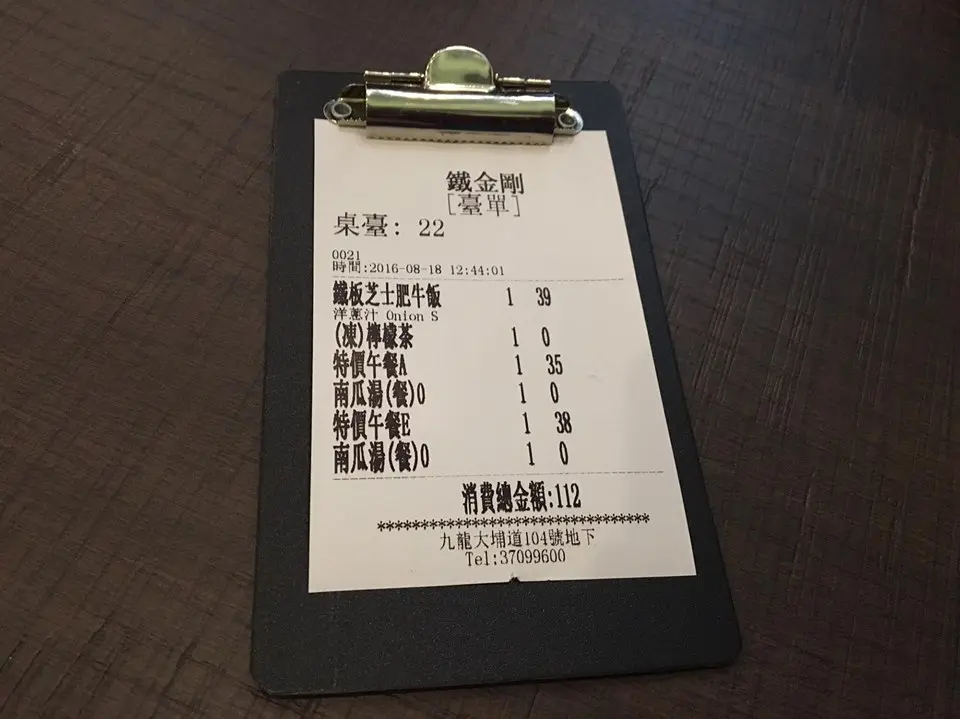 鐵金剛
[臺單]
桌臺: 22
0021
時間:2016-08-18 12:44:01
鐵板芝士肥牛飯 1 39
洋蔥汁 Onion S
(凍)檸檬茶 1 0
特價午餐A 1 35
南瓜湯(餐)O 1 0
特價午餐E 1 38
南瓜湯(餐)O 1 0
消費總金額:112
******************************
九龍大埔道104號地下
Tel:37099600